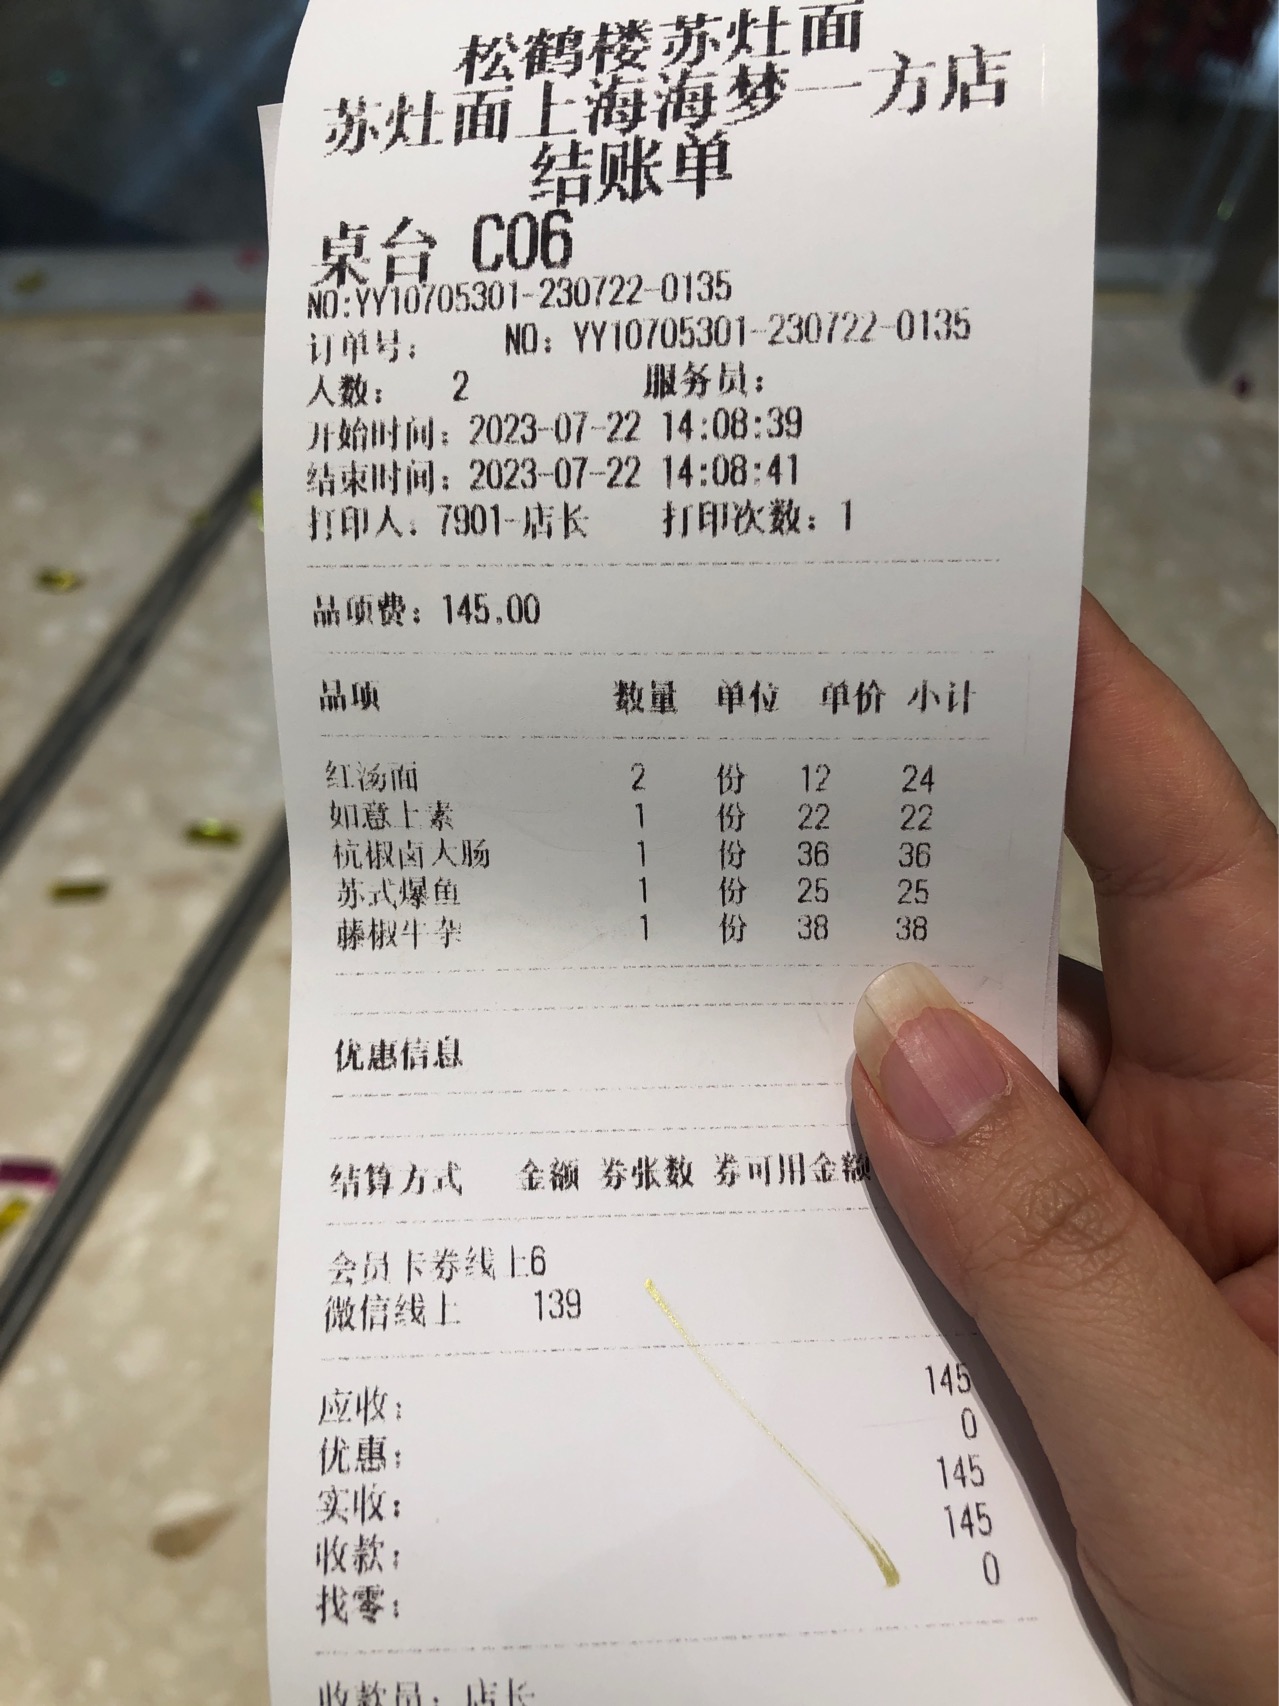 松鹤楼苏灶面
苏灶面上海海梦一方店
结账单
桌台 C06
NO:YY10705301-230722-0135
订单号: NO: YY10705301-230722-0135
人数: 2 服务员:
开始时间: 2023-07-22 14:08:39
结束时间: 2023-07-22 14:08:41
打印人: 7901-店长 打印次数: 1
品项费: 145.00
品项 数量 单位 单价 小计
红汤面 2 份 12 24
如意上素 1 份 22 22
杭椒卤大肠 1 份 36 36
苏式爆鱼 1 份 25 25
藤椒牛杂 1 份 38 38
优惠信息
结算方式 金额 券张数 券可用金额
会员卡券线上6
微信线上 139
应收: 145
优惠: 0
实收: 145
收款: 145
找零: 0
收款员: 店长